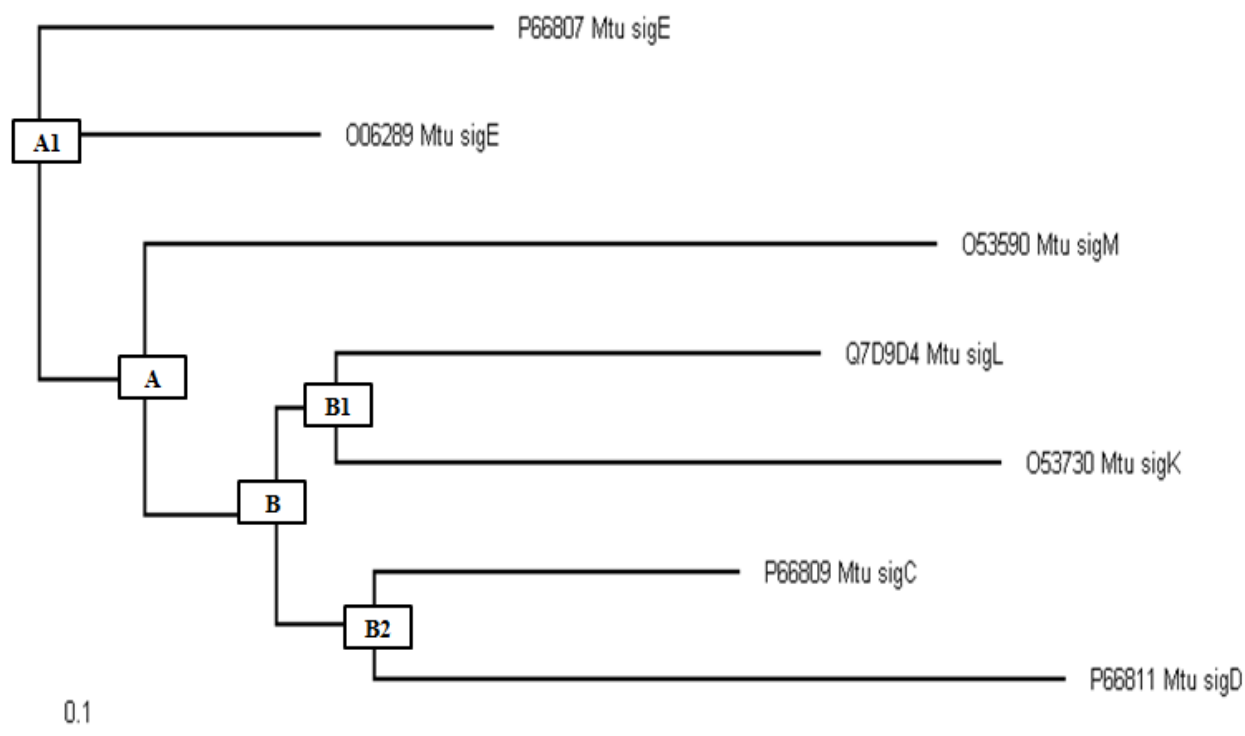 P66807 Mtu sigE
A1
O06289 Mtu sigE
O53590 Mtu sigM
Q7D9D4 Mtu sigL
A
B1
O53730 Mtu sigK
B
P66809 Mtu sigC
B2
P66811 Mtu sigD
0.1